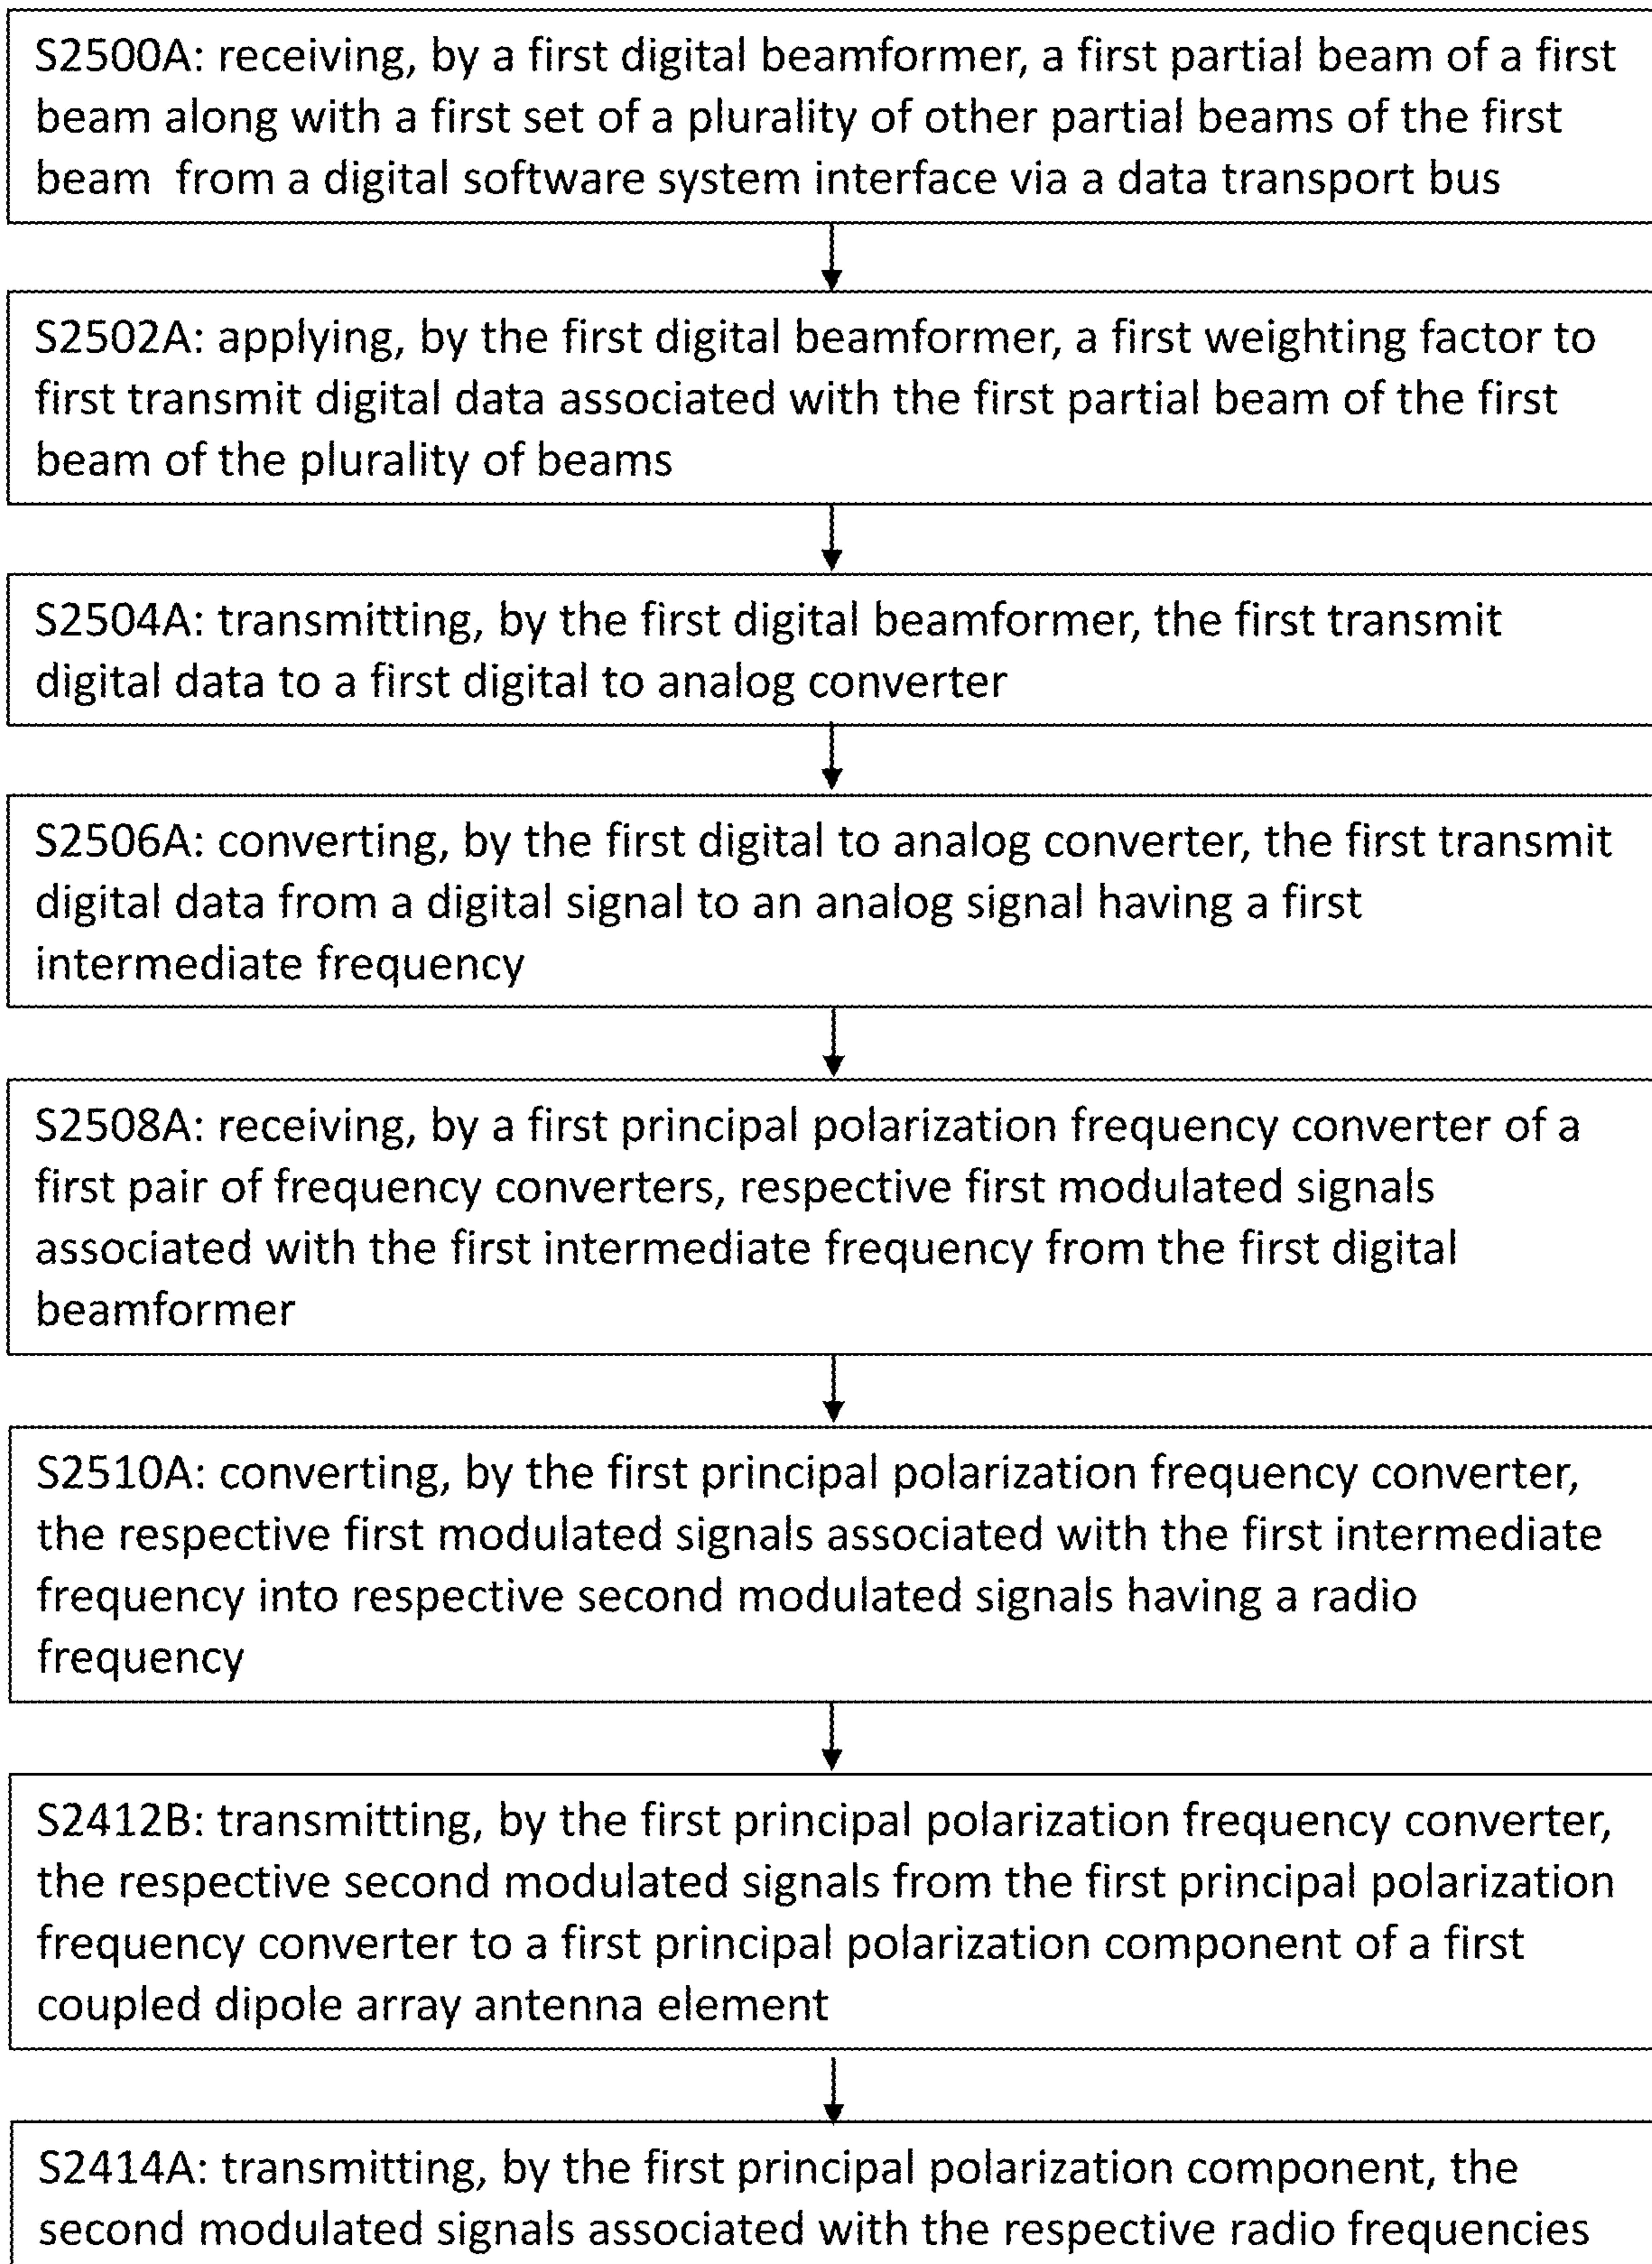 S2500A: receiving, by a first digital beamformer, a first partial beam of a first
beam along with a first set of a plurality of other partial beams of the first
beam  from a digital software system interface via a data transport bus
S2502A: applying, by the first digital beamformer, a first weighting factor to
first transmit digital data associated with the first partial beam of the first
beam of the plurality of beams
S2504A: transmitting, by the first digital beamformer, the first transmit
digital data to a first digital to analog converter
S2506A: converting, by the first digital to analog converter, the first transmit
digital data from a digital signal to an analog signal having a first
intermediate frequency
S2508A: receiving, by a first principal polarization frequency converter of a
first pair of frequency converters, respective first modulated signals
associated with the first intermediate frequency from the first digital
beamformer
S2510A: converting, by the first principal polarization frequency converter,
the respective first modulated signals associated with the first intermediate
frequency into respective second modulated signals having a radio
frequency
S2412B: transmitting, by the first principal polarization frequency converter,
the respective second modulated signals from the first principal polarization
frequency converter to a first principal polarization component of a first
coupled dipole array antenna element
S2414A: transmitting, by the first principal polarization component, the
second modulated signals associated with the respective radio frequencies